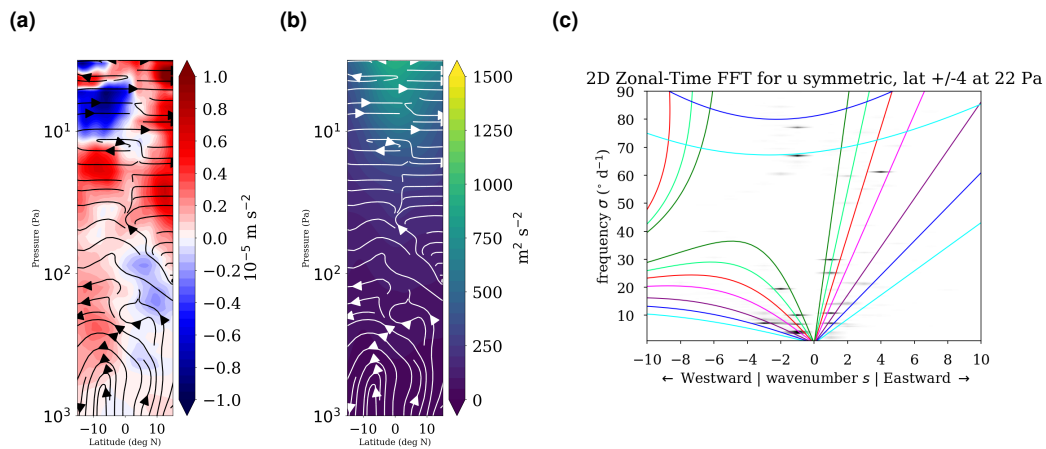 (a)
(b)
(c)
10¹
10²
10³
Pressure (Pa)
−10 0 10
Latitude (deg N)
1.0
0.8
0.6
0.4
0.2
0.0
−0.2
−0.4
−0.6
−0.8
−1.0
10⁻⁵ m s⁻²
10¹
10²
10³
Pressure (Pa)
−10 0 10
Latitude (deg N)
1500
1250
1000
750
500
250
0
m² s⁻²
2D Zonal-Time FFT for u symmetric, lat +/-4 at 22 Pa
90
80
70
60
50
40
30
20
10
frequency σ (° d⁻¹)
−10 −8 −6 −4 −2 0 2 4 6 8 10
← Westward | wavenumber s | Eastward →